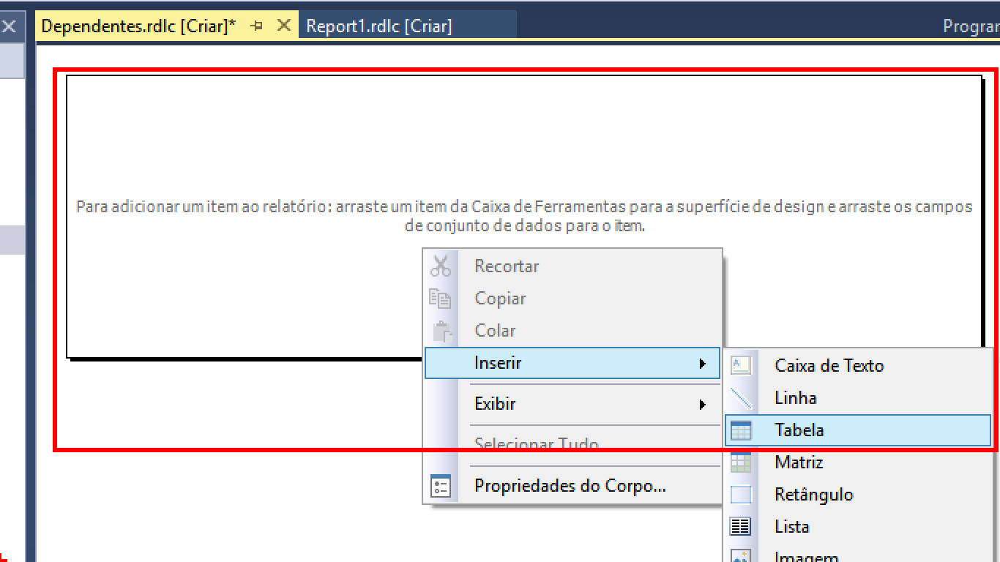 Dependentes.rdlc [Criar]*
Report1.rdlc [Criar]
Para adicionar um item ao relatório: arraste um item da Caixa de Ferramentas para a superfície de design e arraste os campos
de conjunto de dados para o item.
Recortar
Copiar
Colar
Inserir
Exibir
Selecionar Tudo
Propriedades do Corpo...
Caixa de Texto
Linha
Tabela
Matriz
Retângulo
Lista
Imagem